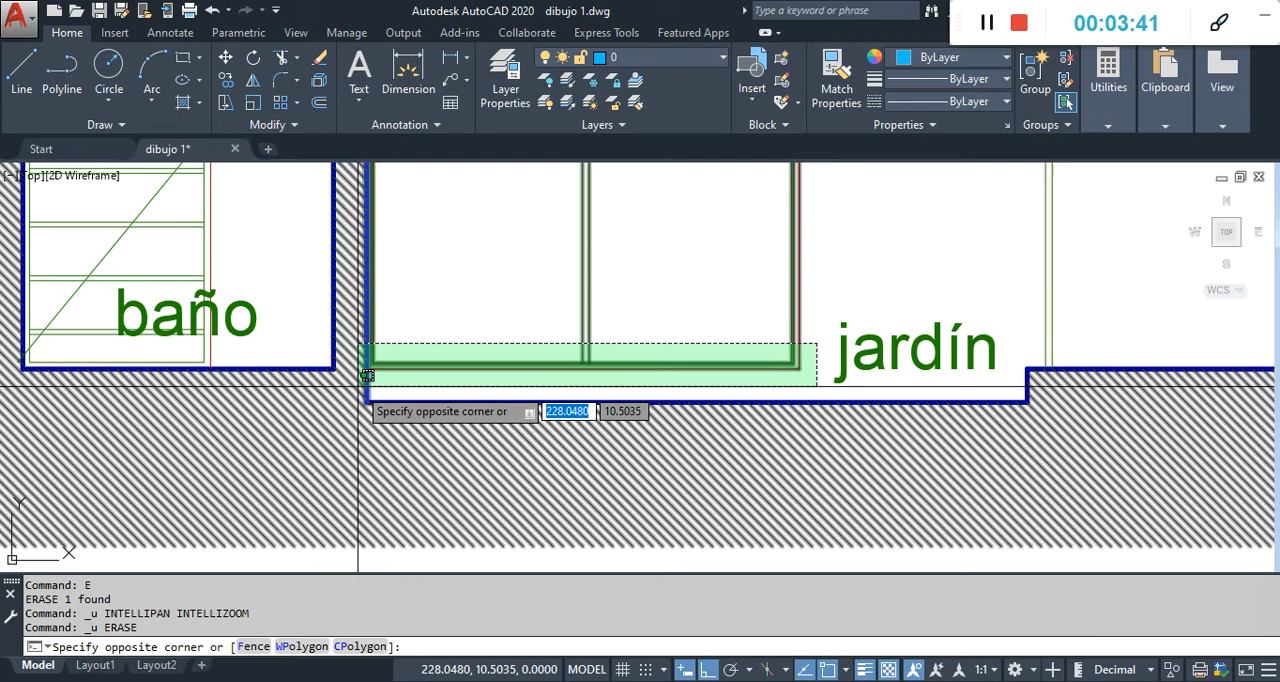 Autodesk AutoCAD 2020 dibujo 1.dwg
Type a keyword or phrase
00:03:41
Home Insert Annotate Parametric View Manage Output Add-ins Collaborate Express Tools Featured Apps
Line Polyline Circle Arc
Text Dimension
Layer Properties
0
Insert
Match Properties
ByLayer
ByLayer
ByLayer
Group
Utilities
Clipboard
View
Draw Modify Annotation Layers Block Properties Groups
Start dibujo 1*
[−][Top][2D Wireframe]
N
W TOP E
S
WCS
baño
jardín
Specify opposite corner or 228.0480 10.5035
Y
X
Command: E
ERASE 1 found
Command: _u INTELLIPAN INTELLIZOOM
Command: _u ERASE
Specify opposite corner or [Fence WPolygon CPolygon]:
Model Layout1 Layout2 +
228.0480, 10.5035, 0.0000 MODEL 1:1 Decimal